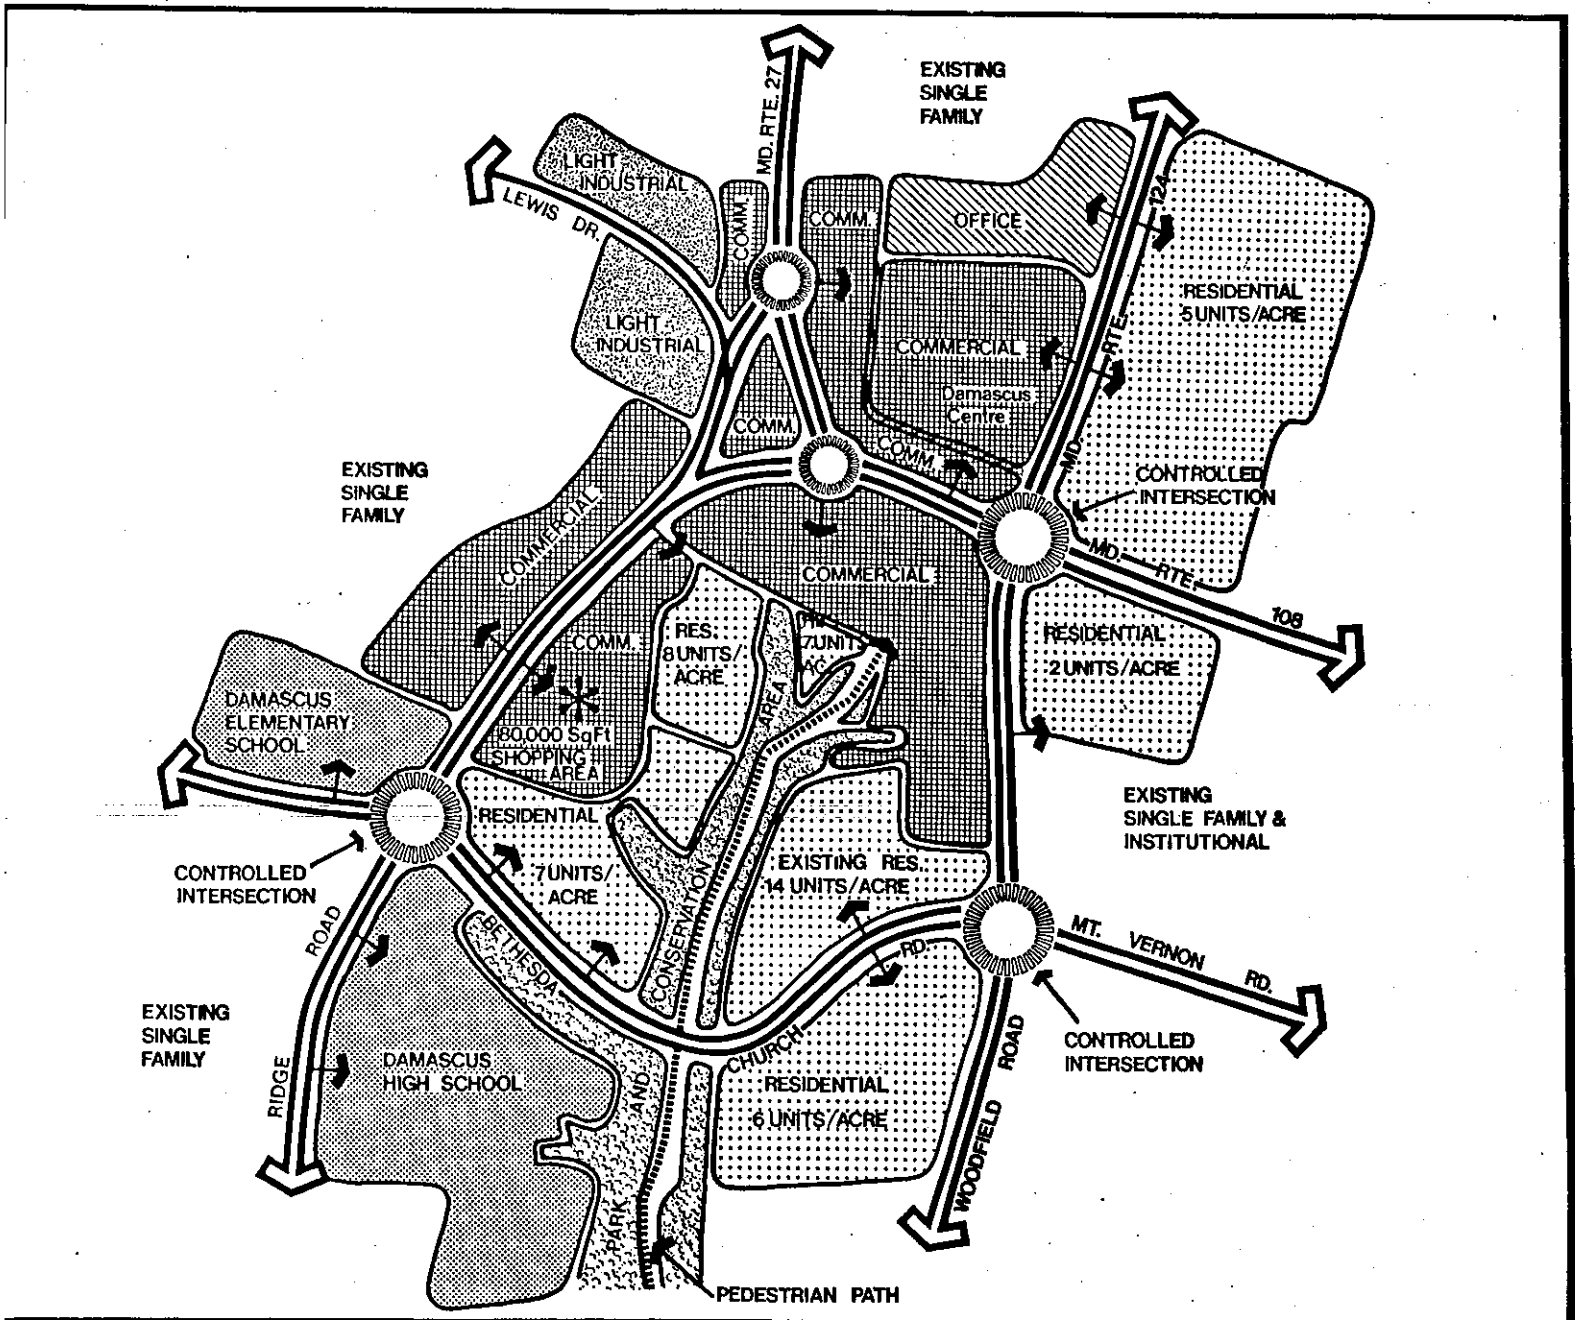 MD. RTE. 27
EXISTING
SINGLE
FAMILY
LIGHT
INDUSTRIAL
LEWIS DR.
COMM.
COMM.
OFFICE
MD. RTE. 124
RESIDENTIAL
5 UNITS/ACRE
LIGHT
INDUSTRIAL
COMMERCIAL
Damascus
Centre
COMM.
COMM.
EXISTING
SINGLE
FAMILY
CONTROLLED
INTERSECTION
COMMERCIAL
MD. RTE. 108
COMMERCIAL
COMM.
RES.
8 UNITS/
ACRE
7 UNITS
AC
RESIDENTIAL
2 UNITS/ACRE
DAMASCUS
ELEMENTARY
SCHOOL
80,000 SqFt
SHOPPING
AREA
EXISTING
SINGLE FAMILY &
INSTITUTIONAL
RESIDENTIAL
7 UNITS/
ACRE
CONTROLLED
INTERSECTION
EXISTING RES.
14 UNITS/ACRE
PARK AND CONSERVATION AREA
BETHESDA CHURCH RD.
MT. VERNON RD.
RIDGE ROAD
EXISTING
SINGLE
FAMILY
DAMASCUS
HIGH SCHOOL
CONTROLLED
INTERSECTION
WOODFIELD ROAD
RESIDENTIAL
6 UNITS/ACRE
PEDESTRIAN PATH